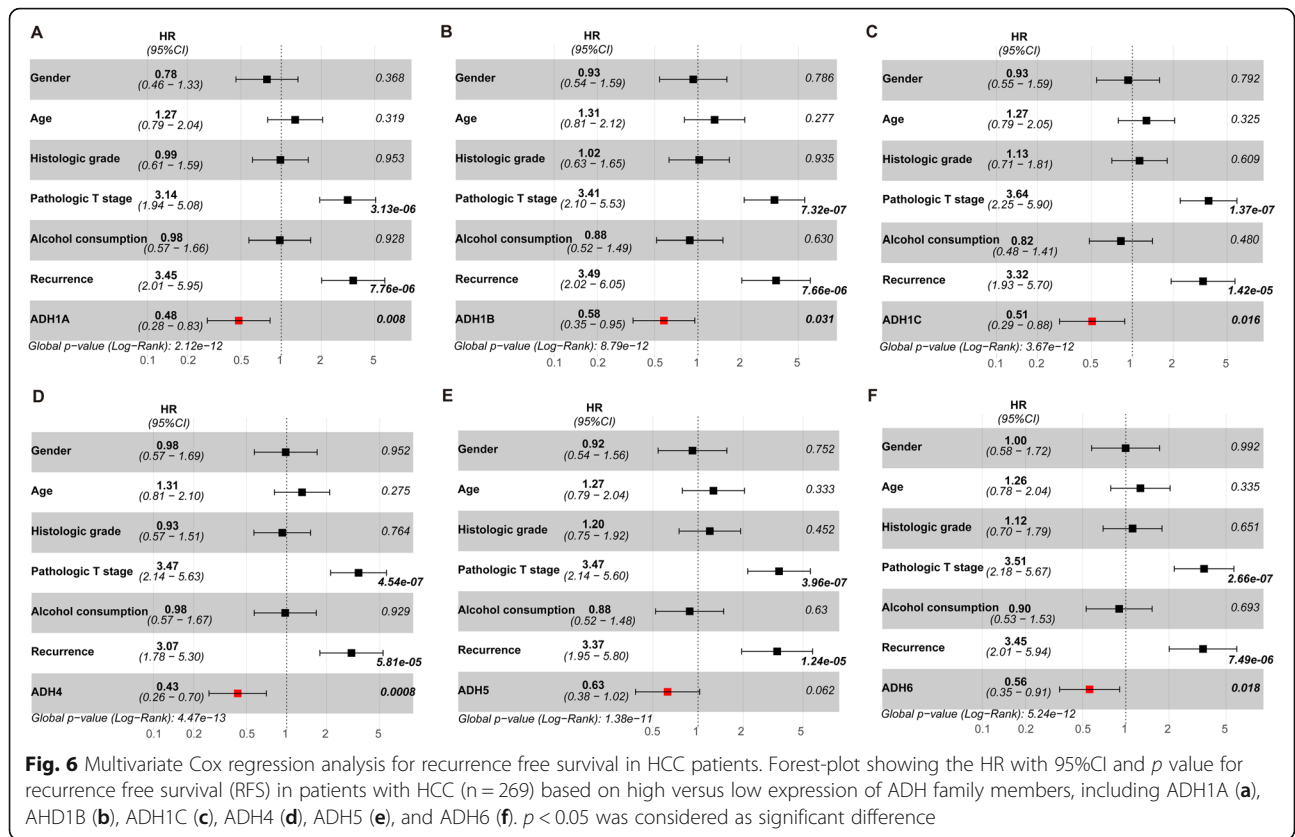 A
HR
(95%CI)
Gender 0.78 (0.46 − 1.33) 0.368
Age 1.27 (0.79 − 2.04) 0.319
Histologic grade 0.99 (0.61 − 1.59) 0.953
Pathologic T stage 3.14 (1.94 − 5.08) 3.13e-06
Alcohol consumption 0.98 (0.57 − 1.66) 0.928
Recurrence 3.45 (2.01 − 5.95) 7.76e-06
ADH1A 0.48 (0.28 − 0.83) 0.008
Global p-value (Log-Rank): 2.12e-12
0.1 0.2 0.5 1 2 5
B
HR
(95%CI)
Gender 0.93 (0.54 − 1.59) 0.786
Age 1.31 (0.81 − 2.12) 0.277
Histologic grade 1.02 (0.63 − 1.65) 0.935
Pathologic T stage 3.41 (2.10 − 5.53) 7.32e-07
Alcohol consumption 0.88 (0.52 − 1.49) 0.630
Recurrence 3.49 (2.02 − 6.05) 7.66e-06
ADH1B 0.58 (0.35 − 0.95) 0.031
Global p-value (Log-Rank): 8.79e-12
0.1 0.2 0.5 1 2 5
C
HR
(95%CI)
Gender 0.93 (0.55 − 1.59) 0.792
Age 1.27 (0.79 − 2.05) 0.325
Histologic grade 1.13 (0.71 − 1.81) 0.609
Pathologic T stage 3.64 (2.25 − 5.90) 1.37e-07
Alcohol consumption 0.82 (0.48 − 1.41) 0.480
Recurrence 3.32 (1.93 − 5.70) 1.42e-05
ADH1C 0.51 (0.29 − 0.88) 0.016
Global p-value (Log-Rank): 3.67e-12
0.1 0.2 0.5 1 2 5
D
HR
(95%CI)
Gender 0.98 (0.57 − 1.69) 0.952
Age 1.31 (0.81 − 2.10) 0.275
Histologic grade 0.93 (0.57 − 1.51) 0.764
Pathologic T stage 3.47 (2.14 − 5.63) 4.54e-07
Alcohol consumption 0.98 (0.57 − 1.67) 0.929
Recurrence 3.07 (1.78 − 5.30) 5.81e-05
ADH4 0.43 (0.26 − 0.70) 0.0008
Global p-value (Log-Rank): 4.47e-13
0.1 0.2 0.5 1 2 5
E
HR
(95%CI)
Gender 0.92 (0.54 − 1.56) 0.752
Age 1.27 (0.79 − 2.04) 0.333
Histologic grade 1.20 (0.75 − 1.92) 0.452
Pathologic T stage 3.47 (2.14 − 5.60) 3.96e-07
Alcohol consumption 0.88 (0.52 − 1.48) 0.63
Recurrence 3.37 (1.95 − 5.80) 1.24e-05
ADH5 0.63 (0.38 − 1.02) 0.062
Global p-value (Log-Rank): 1.38e-11
0.5 1 2 5
F
HR
(95%CI)
Gender 1.00 (0.58 − 1.72) 0.992
Age 1.26 (0.78 − 2.04) 0.335
Histologic grade 1.12 (0.70 − 1.79) 0.651
Pathologic T stage 3.51 (2.18 − 5.67) 2.66e-07
Alcohol consumption 0.90 (0.53 − 1.53) 0.693
Recurrence 3.45 (2.01 − 5.94) 7.49e-06
ADH6 0.56 (0.35 − 0.91) 0.018
Global p-value (Log-Rank): 5.24e-12
0.1 0.2 0.5 1 2 5
Fig. 6 Multivariate Cox regression analysis for recurrence free survival in HCC patients. Forest-plot showing the HR with 95%CI and p value for
recurrence free survival (RFS) in patients with HCC (n = 269) based on high versus low expression of ADH family members, including ADH1A (a),
AHD1B (b), ADH1C (c), ADH4 (d), ADH5 (e), and ADH6 (f). p < 0.05 was considered as significant difference